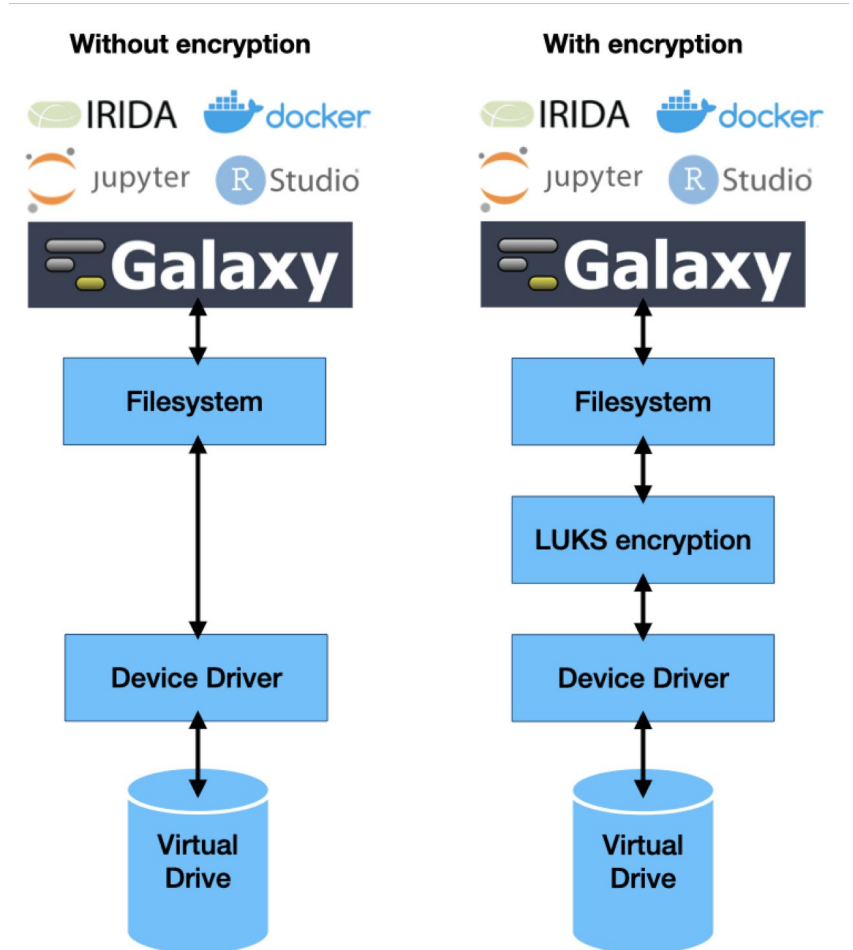 Without encryption
With encryption
IRIDA docker
IRIDA docker
jupyter R Studio
jupyter R Studio
Galaxy
Galaxy
Filesystem
Filesystem
LUKS encryption
Device Driver
Device Driver
Virtual
Drive
Virtual
Drive